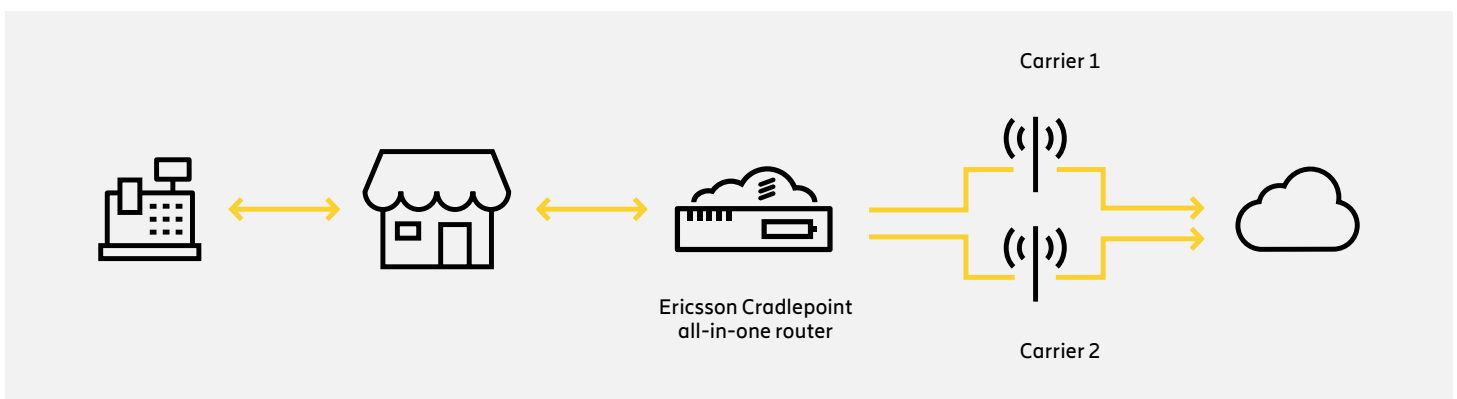 Carrier 1
Ericsson Cradlepoint
all-in-one router
Carrier 2